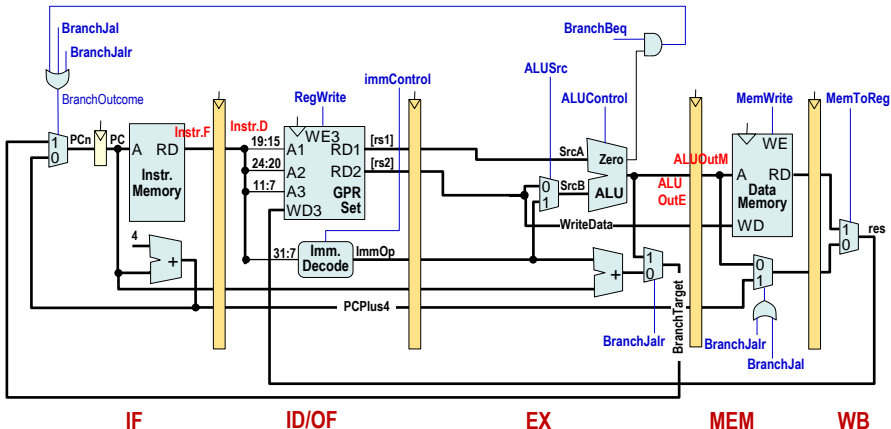 BranchJal
BranchJalr
BranchOutcome
1
0
PCn
PC
A
RD
Instr.
Memory
4
+
Instr.F
Instr.D
RegWrite
immControl
WE3
19:15
A1
RD1
[rs1]
24:20
A2
RD2
[rs2]
11:7
A3
GPR
Set
WD3
31:7
Imm.
Decode
ImmOp
PCPlus4
BranchBeq
ALUSrc
ALUControl
SrcA
Zero
0
1
SrcB
ALU
WriteData
+
1
0
BranchJalr
BranchTarget
ALUOutM
ALU
OutE
MemWrite
WE
A
RD
Data
Memory
WD
0
1
BranchJalr
BranchJal
MemToReg
1
0
res
IF
ID/OF
EX
MEM
WB